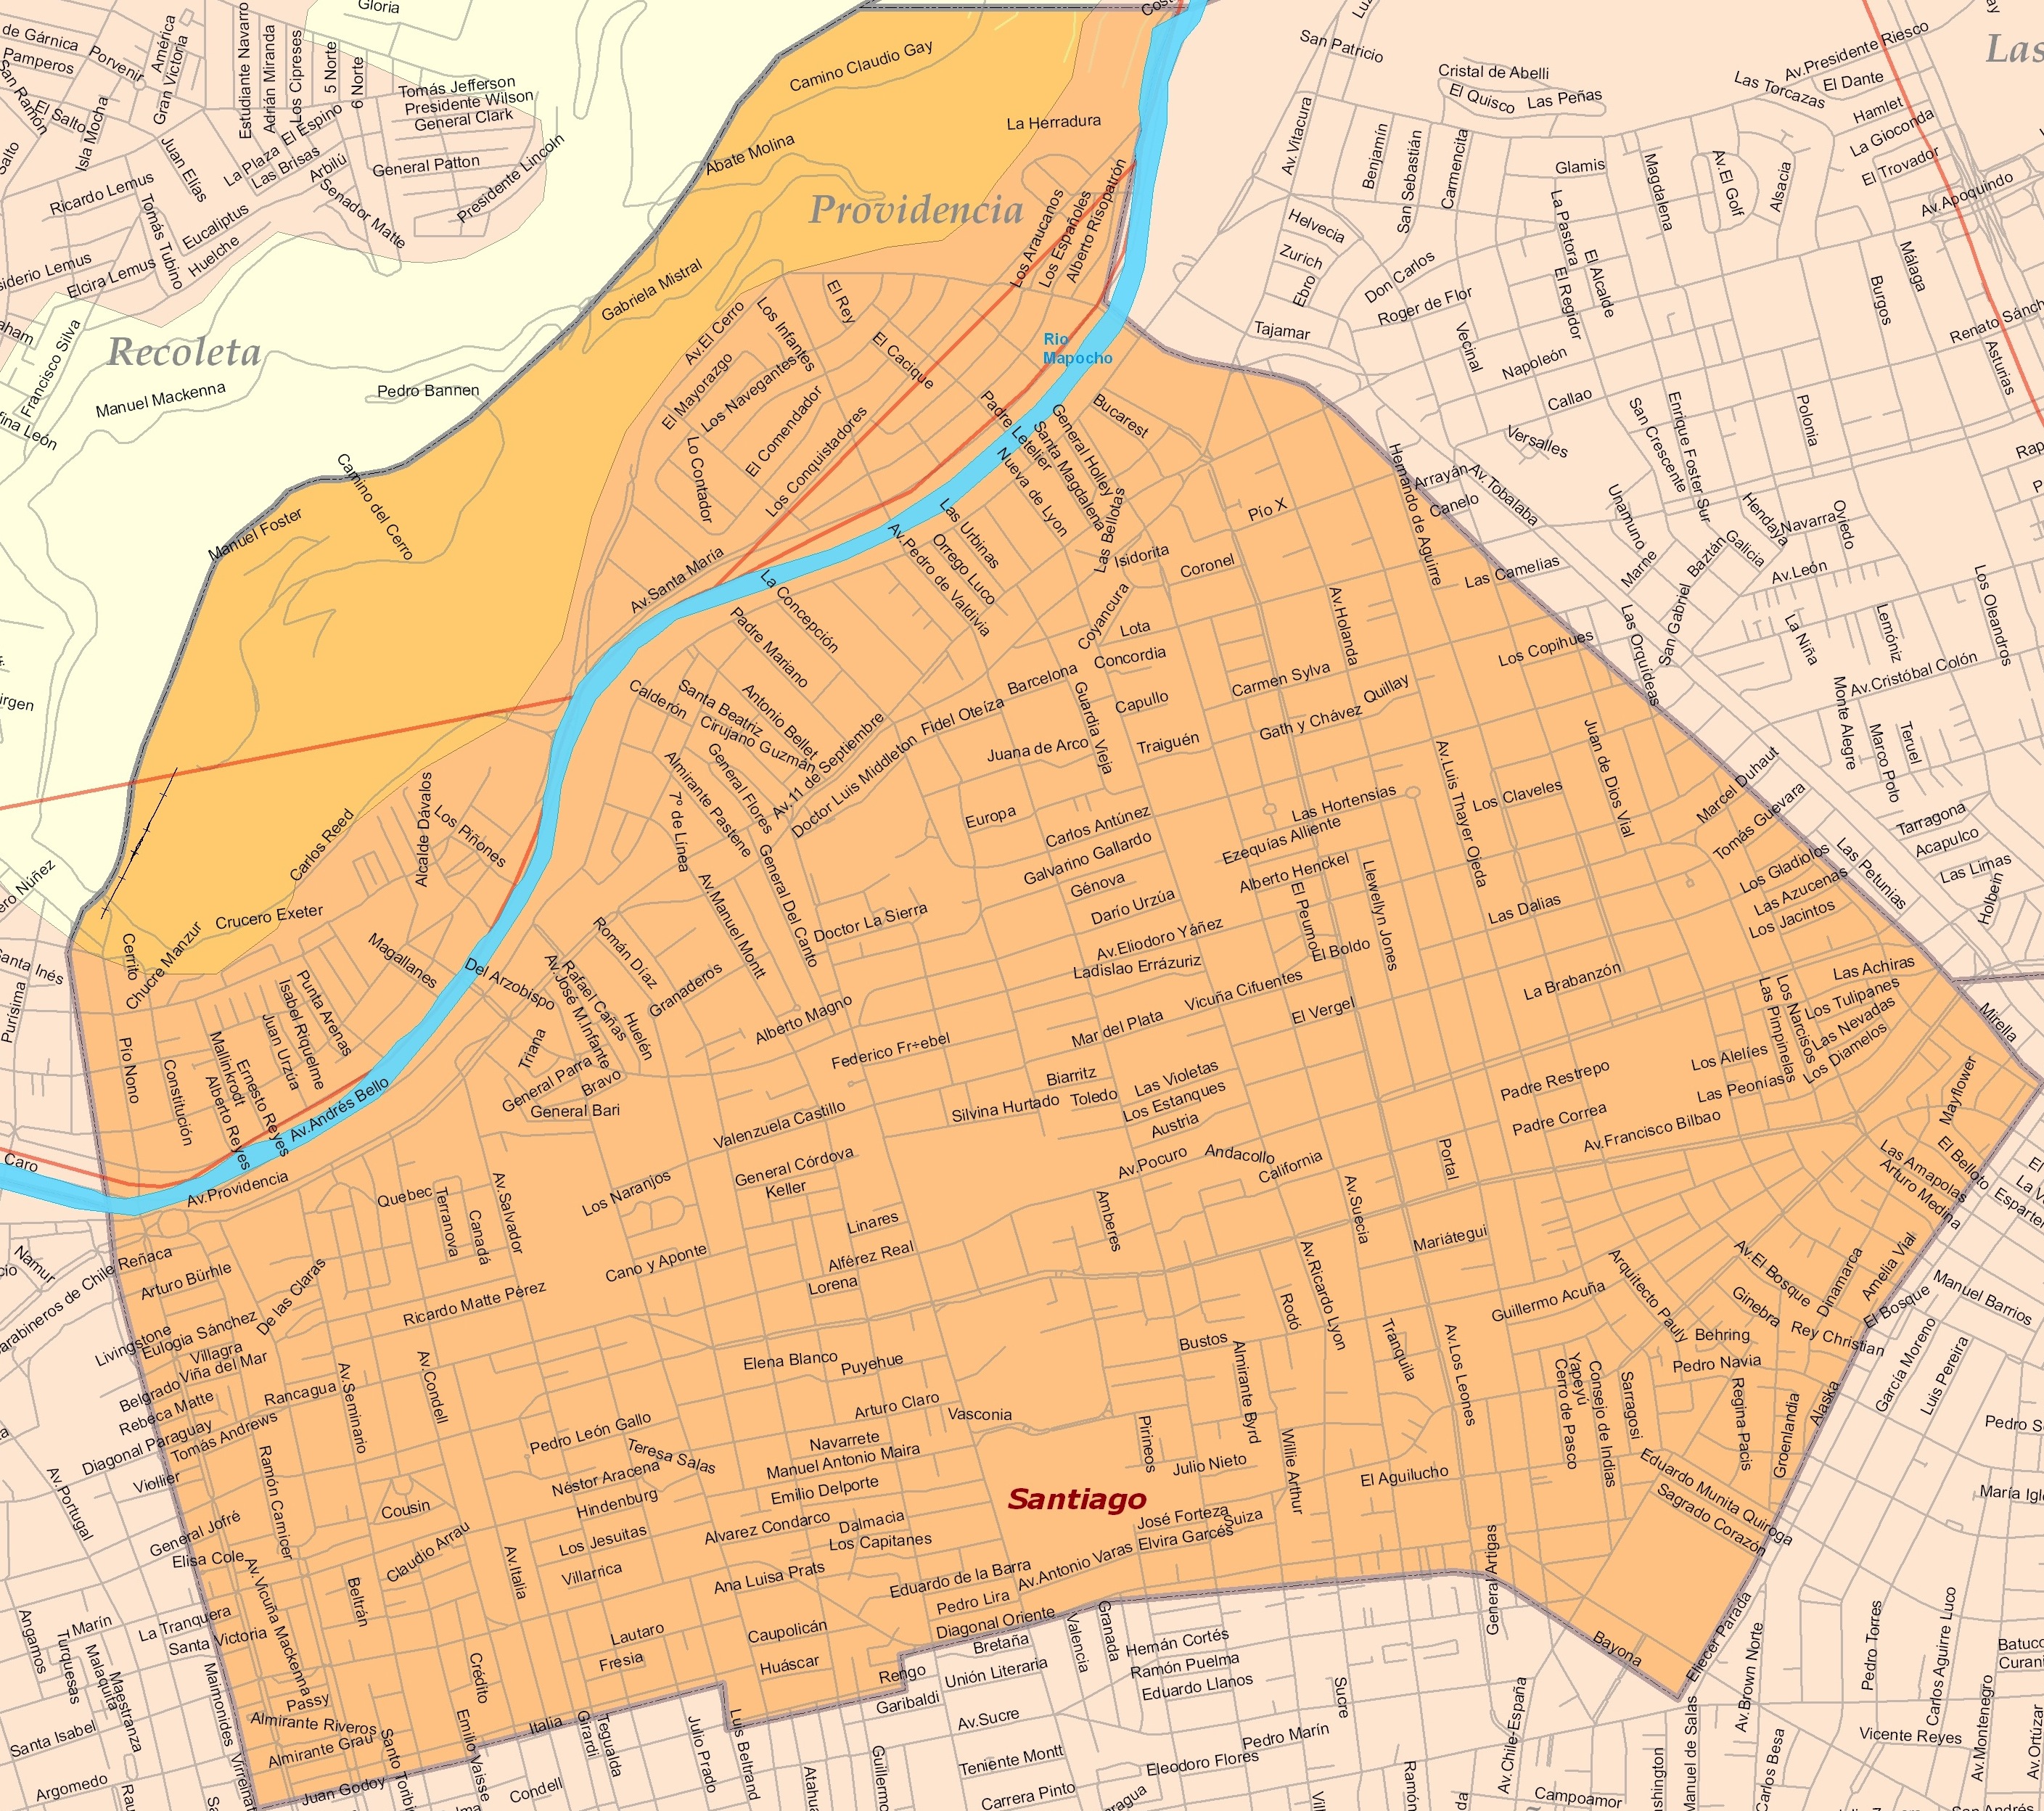 Gloria
Costa
de Gárnica
Pamperos
Porvenir
América
Gran Victoria
Estudiante Navarro
Adrián Miranda
Los Cipreses
5 Norte
6 Norte
Tomás Jefferson
Presidente Wilson
General Clark
General Patton
Presidente Lincoln
San Ramón
El Salto
Isla Mocha
Juan Elías
La Plaza
El Espino
Las Brisas
Arbilú
Senador Matte
Ricardo Lemus
Tomás Tubino
Eucaliptus
Huelche
Elcira Lemus
Francisco Silva
Recoleta
Manuel Mackenna
Pedro Bannen
Camino Claudio Gay
Abate Molina
La Herradura
Providencia
Gabriela Mistral
Los Araucanos
Los Españoles
Alberto Risopatrón
Manuel Foster
Camino del Cerro
Av.El Cerro
Los Infantes
El Rey
El Cacique
El Mayorazgo
Los Navegantes
El Comendador
Lo Contador
Los Conquistadores
Av.Santa María
Rio
Mapocho
Padre Letelier
General Holley
Santa Magdalena
Nueva de Lyon
Bucarest
Las Bellotas
Las
San Patricio
Cristal de Abelli
El Quisco
Las Peñas
Las Torcazas
Av.Presidente Riesco
El Dante
Hamlet
La Gioconda
El Trovador
Av.Apoquindo
Av.Vitacura
Benjamín
San Sebastián
Carmencita
Glamis
Magdalena
Av.El Golf
Alsacia
La Pastora
El Regidor
El Alcalde
Helvecia
Zurich
Ebro
Don Carlos
Roger de Flor
Tajamar
Vecinal
Napoleón
Callao
Versalles
Málaga
Burgos
Asturias
Polonia
San Crescente
Enrique Foster Sur
Hernando de Aguirre
Arrayán
Canelo
Av.Tobalaba
Unamuno
Marne
Baztán
Hendaya
Galicia
Navarra
Oviedo
Av.León
Los Oleandros
Las Camelias
Las Orquídeas
San Gabriel
La Niña
Lemóniz
Av.Cristóbal Colón
Monte Alegre
Marco Polo
Teruel
Tarragona
Acapulco
Las Limas
Holbein
Pío X
Isidorita
Coronel
Coyancura
Lota
Concordia
Capullo
Traiguén
Av.Holanda
Carmen Sylva
Quillay
Gath y Chávez
Los Copihues
Las Urbinas
Orrego Luco
Av.Pedro de Valdivia
La Concepción
Padre Mariano
Antonio Bellet
Santa Beatriz
Calderón
Cirujano Guzmán
Av.11 de Septiembre
Doctor Luis Middleton
Fidel Oteíza
Barcelona
Guardia Vieja
Juana de Arco
Europa
General Flores
Almirante Pastene
7º de Línea
General Del Canto
Av.Manuel Montt
Doctor La Sierra
Carlos Antúnez
Galvarino Gallardo
Génova
Darío Urzúa
Av.Eliodoro Yáñez
Ladislao Errázuriz
Las Hortensias
Ezequías Alliente
Alberto Henckel
El Peumo
El Boldo
Llewellyn Jones
Av.Luis Thayer Ojeda
Los Claveles
Juan de Dios Vial
Las Dalias
La Brabanzón
Marcel Duhaut
Tomás Guevara
Los Gladiolos
Las Azucenas
Los Jacintos
Las Petunias
Las Achiras
Los Tulipanes
Las Nevadas
Los Diamelos
Los Narcisos
Las Pimpinelas
Los Alelíes
Las Peonías
Mirella
Mayflower
El Belloto
Las Amapolas
Arturo Medina
Carlos Reed
Alcalde Dávalos
Los Piñones
Crucero Exeter
Chucre Manzur
Cerrito
Magallanes
Punta Arenas
Isabel Riquelme
Juan Urzúa
Ernesto Reyes
Mallinkrodt
Alberto Reyes
Constitución
Pío Nono
Purísima
Av.Andrés Bello
Av.Providencia
Caro
Del Arzobispo
Rafael Cañas
Av.José M.Infante
Huelén
Román Díaz
Granaderos
Triana
General Parra
Bravo
General Bari
Alberto Magno
Federico Fr÷ebel
Mar del Plata
Vicuña Cifuentes
El Vergel
Biarritz
Toledo
Las Violetas
Los Estanques
Austria
Silvina Hurtado
Valenzuela Castillo
General Córdova
Keller
Los Naranjos
Linares
Alférez Real
Cano y Aponte
Lorena
Av.Pocuro
Andacollo
California
Amberes
Av.Suecia
Portal
Padre Restrepo
Padre Correa
Av.Francisco Bilbao
Mariátegui
Quebec
Terranova
Canadá
Av.Salvador
Ricardo Matte Pérez
Namur
Carabineros de Chile
Reñaca
Arturo Bürhle
De las Claras
Livingstone
Eulogia Sánchez
Villagra
Viña del Mar
Belgrado
Rebeca Matte
Rancagua
Diagonal Paraguay
Tomás Andrews
Viollier
Av.Seminario
Av.Condell
Elena Blanco
Puyehue
Arturo Claro
Vasconia
Navarrete
Manuel Antonio Maira
Emilio Delporte
Pedro León Gallo
Teresa Salas
Néstor Aracena
Hindenburg
Los Jesuitas
Villarrica
Alvarez Condarco
Dalmacia
Los Capitanes
Ana Luisa Prats
Av.Portugal
Ramón Carnicer
General Jofré
Elisa Cole
Cousin
Claudio Arrau
Beltrán
Av.Italia
Av.Vicuña Mackenna
Santiago
Bustos
Almirante Byrd
Rodó
Av.Ricardo Lyon
Tranquila
Av.Los Leones
Guillermo Acuña
Arquitecto Pauly
Av.El Bosque
Ginebra
Dinamarca
Amelia Vial
Behring
Rey Christian
El Bosque
Manuel Barrios
Pedro Navia
Yapeyú
Cerro de Pasco
Consejo de Indias
Sarragosi
Regina Pacis
Groenlandia
Alaska
García Moreno
Luis Pereira
Pirineos
Julio Nieto
Willie Arthur
El Aguilucho
José Forteza
Suiza
Elvira Garcés
Av.Antonio Varas
Eduardo de la Barra
Pedro Lira
Diagonal Oriente
Eduardo Munita Quiroga
Sagrado Corazón
General Artigas
Bayona
Eliecer Parada
Angamos
Marín
Turquesas
Malaquita
Maestranza
La Tranquera
Santa Victoria
Maimonides
Virreinato
Santa Isabel
Argomedo
Passy
Almirante Riveros
Almirante Grau
Santo Toribio
Juan Godoy
Crédito
Emilio Vaisse
Condell
Italia
Girardi
Tegualda
Lautaro
Fresia
Julio Prado
Luis Beltrand
Caupolicán
Huáscar
Rengo
Garibaldi
Guillermo
Bretaña
Unión Literaria
Valencia
Granada
Hernán Cortés
Ramón Puelma
Eduardo Llanos
Av.Sucre
Teniente Montt
Carrera Pinto
Eleodoro Flores
Pedro Marín
Sucre
Ramón
Av.Chile España
Campoamor
Manuel de Salas
Av.Brown Norte
Carlos Besa
Pedro Torres
Carlos Aguirre Luco
Vicente Reyes
Av.Montenegro
Av.Ortúzar